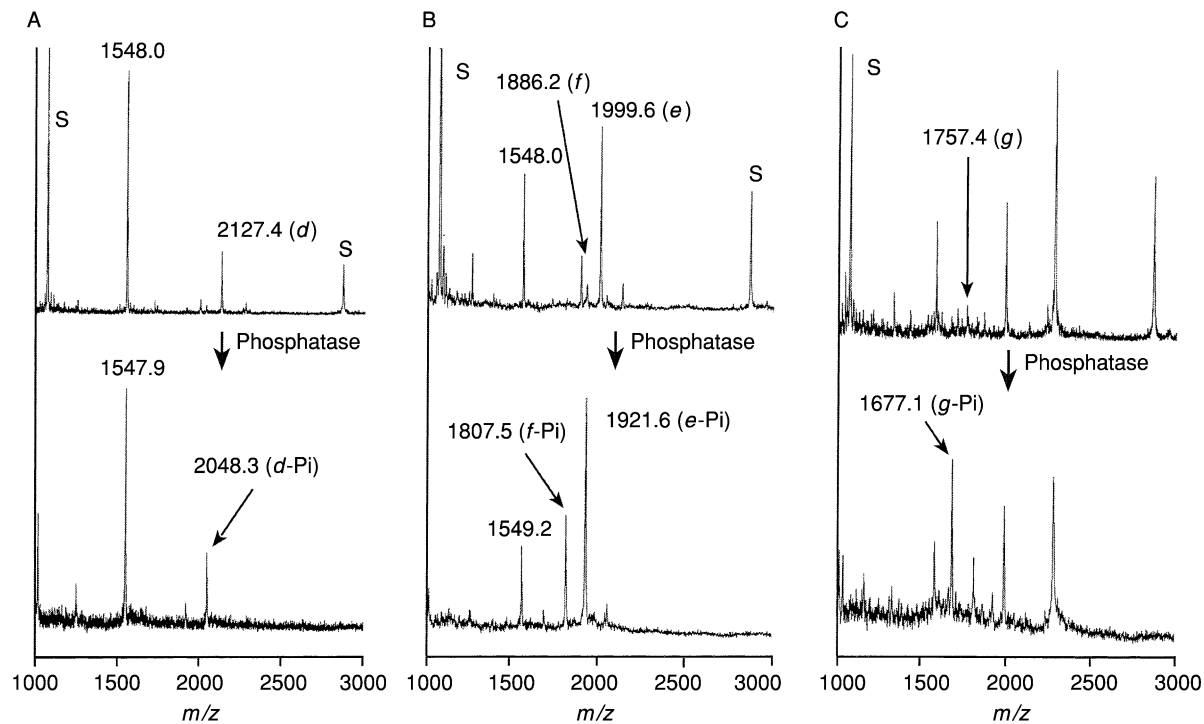 A
1548.0
S
2127.4 (d)
S
Phosphatase
1547.9
2048.3 (d-Pi)
1000 1500 2000 2500 3000
m/z
B
S
1886.2 (f)
1999.6 (e)
1548.0
S
Phosphatase
1921.6 (e-Pi)
1807.5 (f-Pi)
1549.2
1000 1500 2000 2500 3000
m/z
C
S
1757.4 (g)
Phosphatase
1677.1 (g-Pi)
1000 1500 2000 2500 3000
m/z